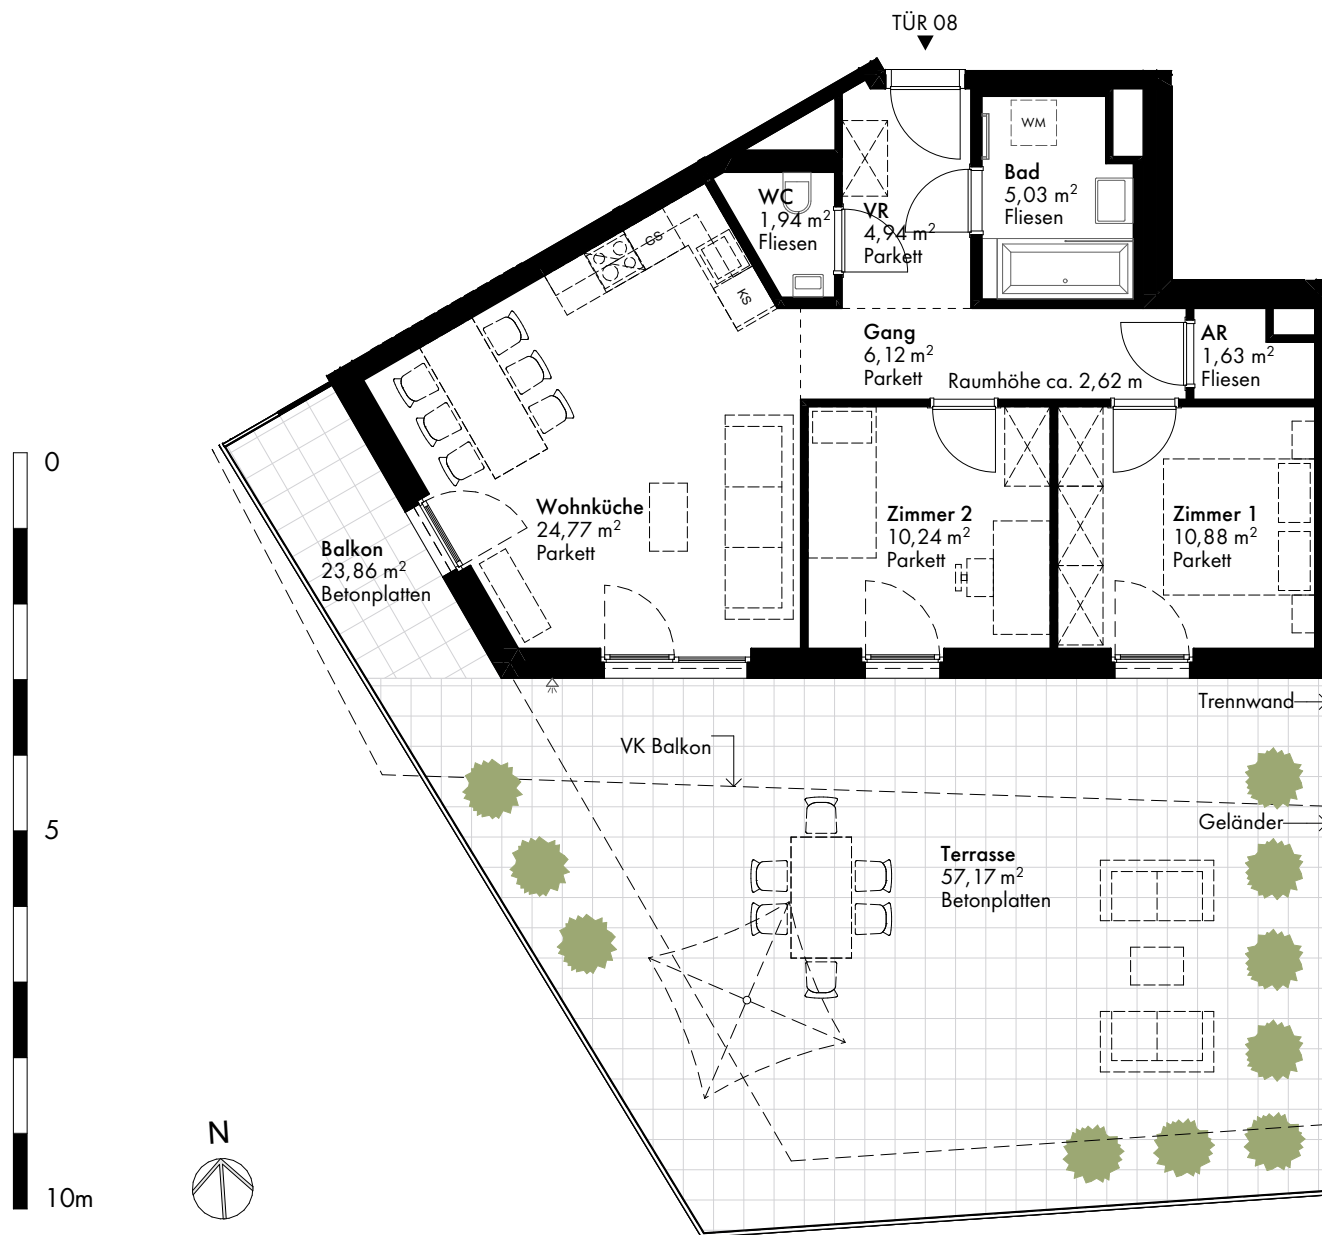 TÜR 08
WM
Bad
5,03 m²
Fliesen
WC
1,94 m²
Fliesen
VR
4,94 m²
Parkett
GS
KS
Gang
6,12 m²
Parkett
Raumhöhe ca. 2,62 m
AR
1,63 m²
Fliesen
0
Wohnküche
24,77 m²
Parkett
Zimmer 2
10,24 m²
Parkett
Zimmer 1
10,88 m²
Parkett
Balkon
23,86 m²
Betonplatten
Trennwand
VK Balkon
5
Geländer
Terrasse
57,17 m²
Betonplatten
N
10m